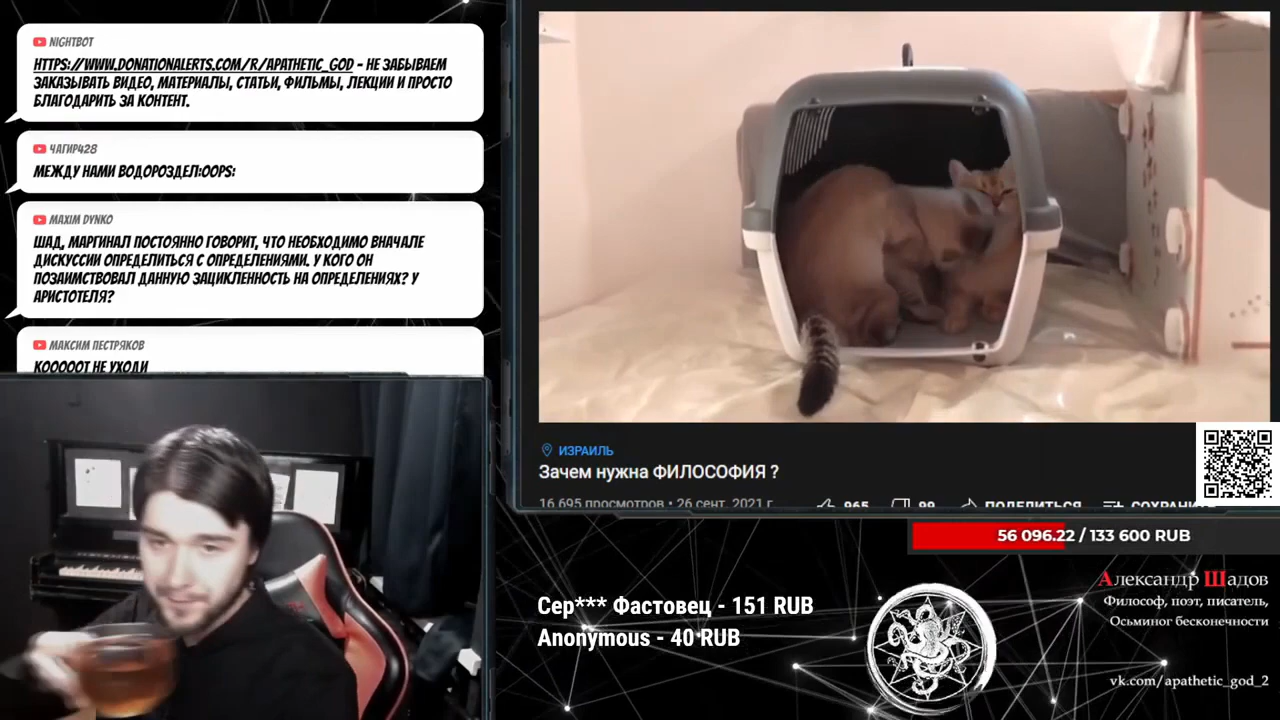 NIGHTBOT
HTTPS://WWW.DONATIONALERTS.COM/R/APATHETIC_GOD - НЕ ЗАБЫВАЕМ
ЗАКАЗЫВАТЬ ВИДЕО, МАТЕРИАЛЫ, СТАТЬИ, ФИЛЬМЫ, ЛЕКЦИИ И ПРОСТО
БЛАГОДАРИТЬ ЗА КОНТЕНТ.
ЧАГИР428
МЕЖДУ НАМИ ВОДОРОЗДЕЛ:OOPS:
MAXIM DYNKO
ШАД, МАРГИНАЛ ПОСТОЯННО ГОВОРИТ, ЧТО НЕОБХОДИМО ВНАЧАЛЕ
ДИСКУССИИ ОПРЕДЕЛИТЬСЯ С ОПРЕДЕЛЕНИЯМИ. У КОГО ОН
ПОЗАИМСТВОВАЛ ДАННУЮ ЗАЦИКЛЕННОСТЬ НА ОПРЕДЕЛЕНИЯХ? У
АРИСТОТЕЛЯ?
МАКСИМ ПЕСТРЯКОВ
КООООOТ НЕ УХОДИ
ИЗРАИЛЬ
Зачем нужна ФИЛОСОФИЯ ?
16 695 просмотров • 26 сент. 2021 г.
965
99
ПОДЕЛИТЬСЯ
СОХРАНИТЬ
56 096.22 / 133 600 RUB
Сер*** Фастовец - 151 RUB
Anonymous - 40 RUB
Александр Шадов
Философ, поэт, писатель,
Осьминог бесконечности
vk.com/apathetic_god_2